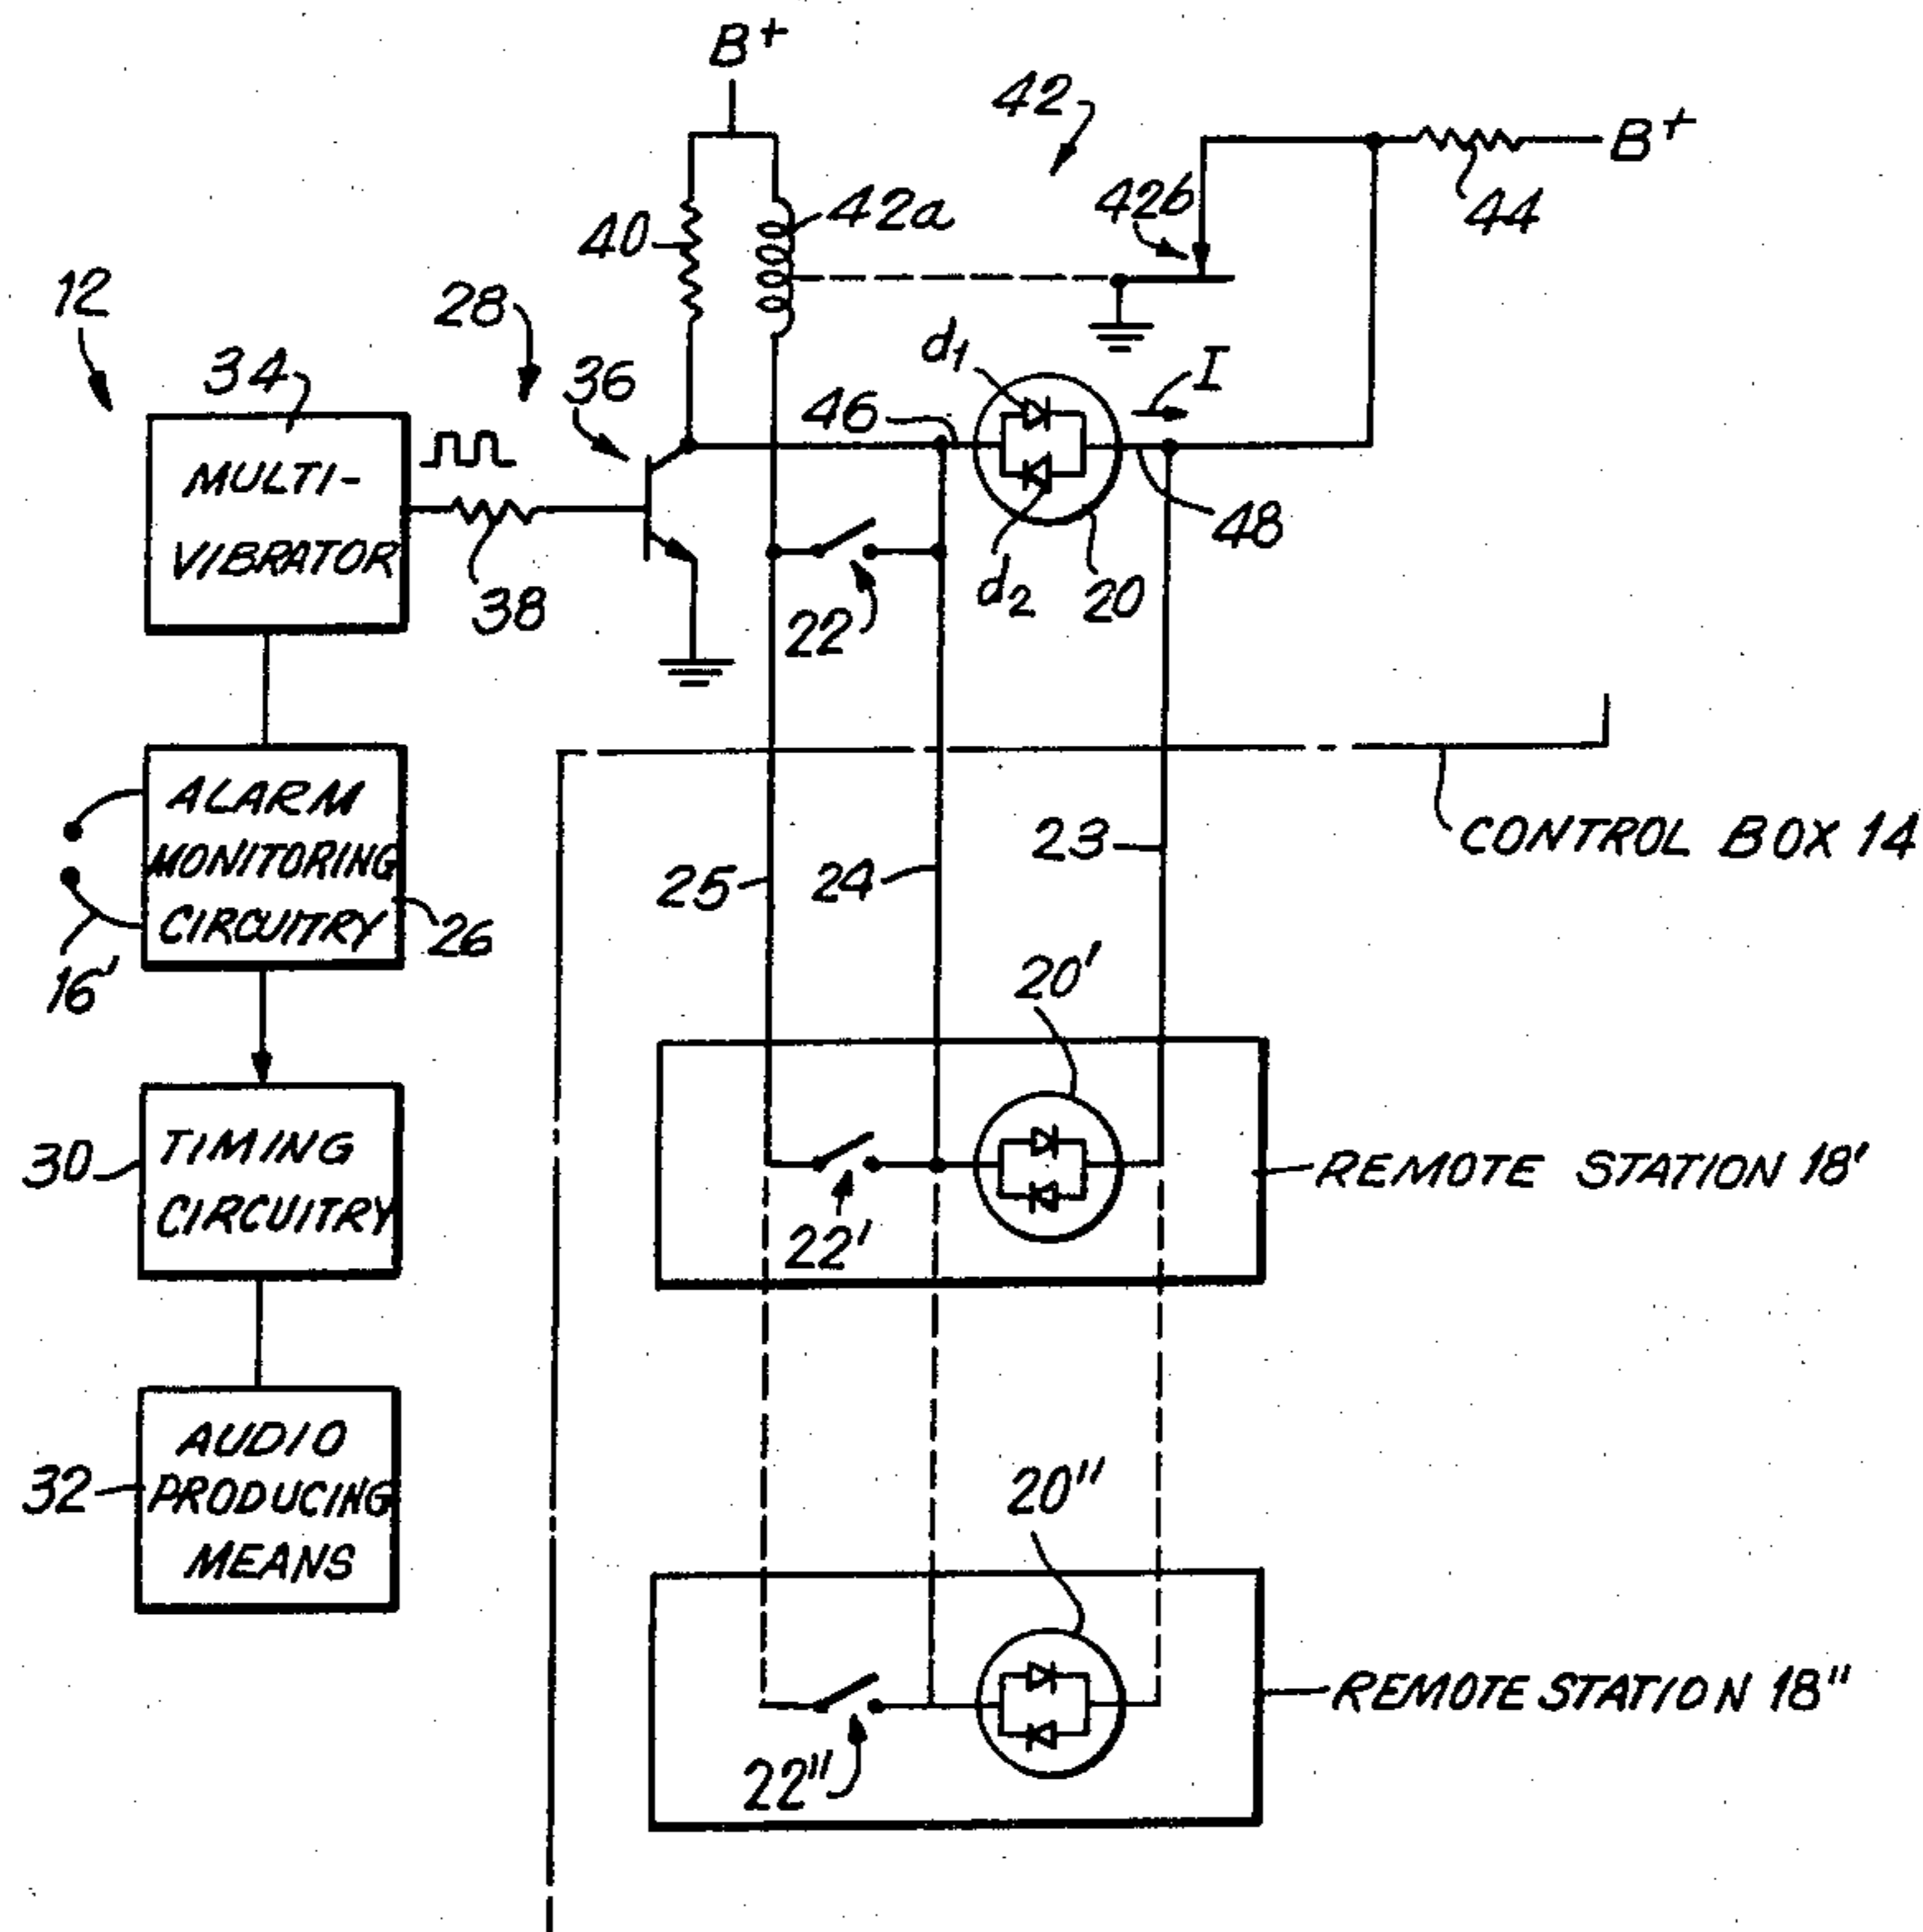 B+
42
B+
42a
42b
44
40
12
28
34
36
d1
I
46
MULTI-
VIBRATOR
38
22
d2
20
48
ALARM
MONITORING
CIRCUITRY
16'
26
25
24
23
CONTROL BOX 14
20'
30
TIMING
CIRCUITRY
22'
REMOTE STATION 18'
32
AUDIO
PRODUCING
MEANS
20"
22"
REMOTE STATION 18"